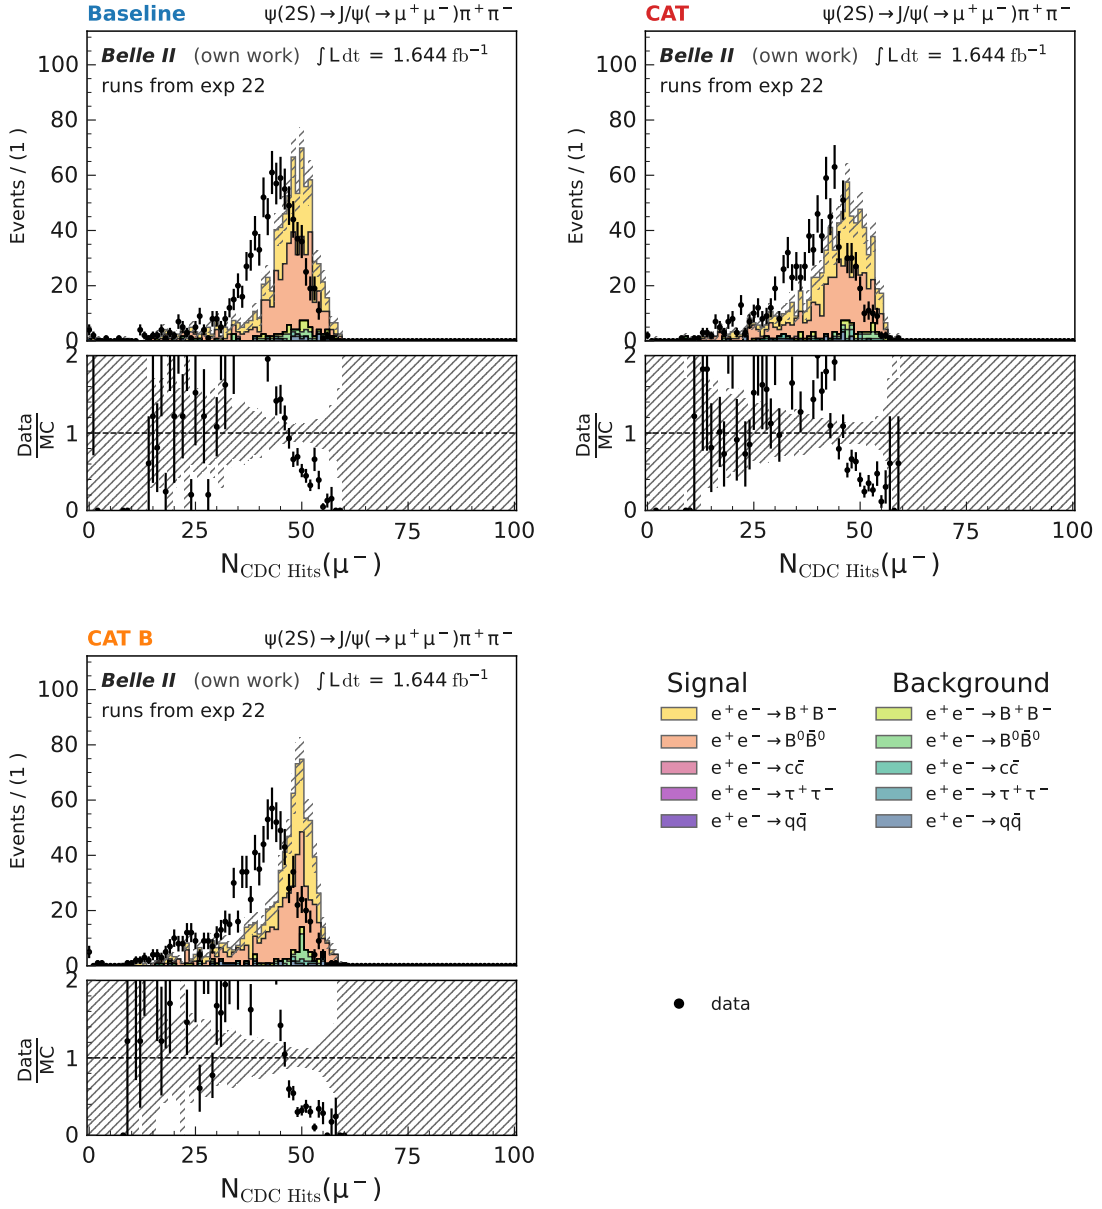 Baseline ψ(2S)→J/ψ(→μ⁺μ⁻)π⁺π⁻
Belle II (own work) ∫L dt = 1.644 fb⁻¹
runs from exp 22
Events / (1 )
0
20
40
60
80
100
Data/MC
0
1
2
0 25 50 75 100
N_CDC Hits(μ⁻)
CAT ψ(2S)→J/ψ(→μ⁺μ⁻)π⁺π⁻
Belle II (own work) ∫L dt = 1.644 fb⁻¹
runs from exp 22
Events / (1 )
0
20
40
60
80
100
Data/MC
0
1
2
0 25 50 75 100
N_CDC Hits(μ⁻)
CAT B ψ(2S)→J/ψ(→μ⁺μ⁻)π⁺π⁻
Belle II (own work) ∫L dt = 1.644 fb⁻¹
runs from exp 22
Events / (1 )
0
20
40
60
80
100
Data/MC
0
1
2
0 25 50 75 100
N_CDC Hits(μ⁻)
Signal
e⁺e⁻→B⁺B⁻
e⁺e⁻→B⁰B̄⁰
e⁺e⁻→cc̄
e⁺e⁻→τ⁺τ⁻
e⁺e⁻→qq̄
Background
e⁺e⁻→B⁺B⁻
e⁺e⁻→B⁰B̄⁰
e⁺e⁻→cc̄
e⁺e⁻→τ⁺τ⁻
e⁺e⁻→qq̄
data